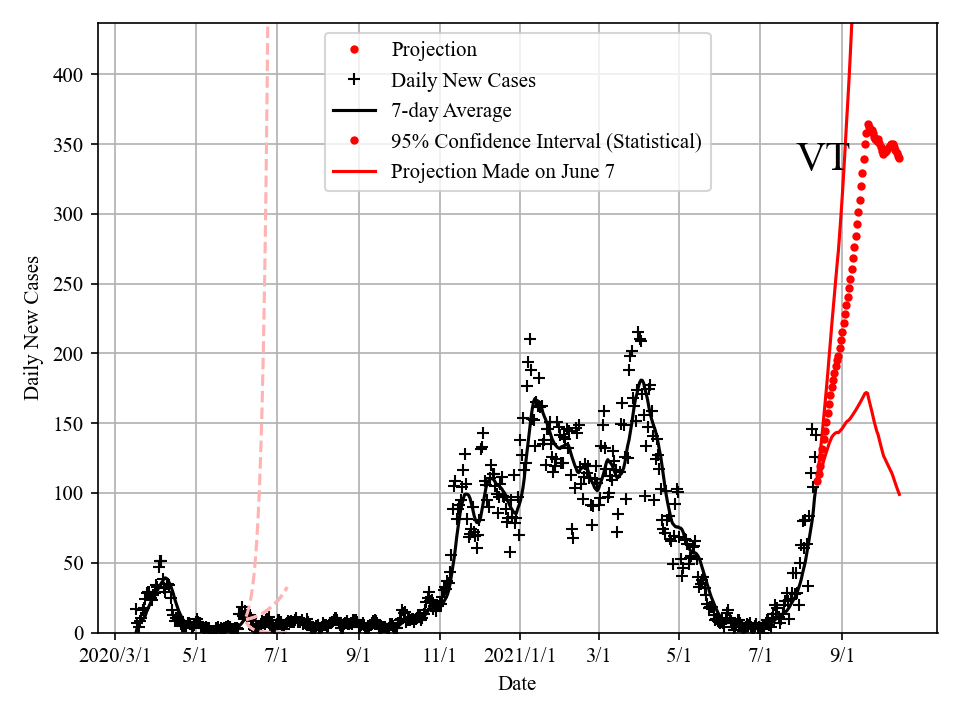 Projection
Daily New Cases
7-day Average
95% Confidence Interval (Statistical)
Projection Made on June 7
VT
400
350
300
250
200
150
100
50
0
Daily New Cases
2020/3/1 5/1 7/1 9/1 11/1 2021/1/1 3/1 5/1 7/1 9/1
Date